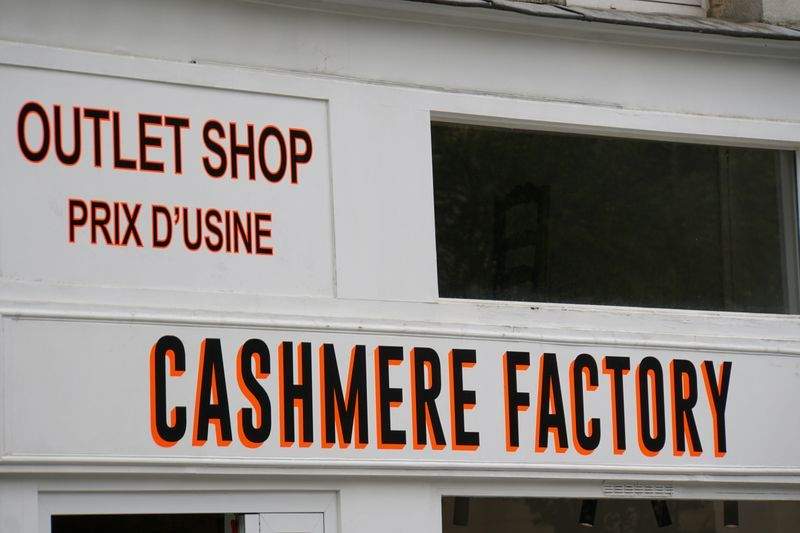 OUTLET SHOP
PRIX D'USINE
CASHMERE FACTORY